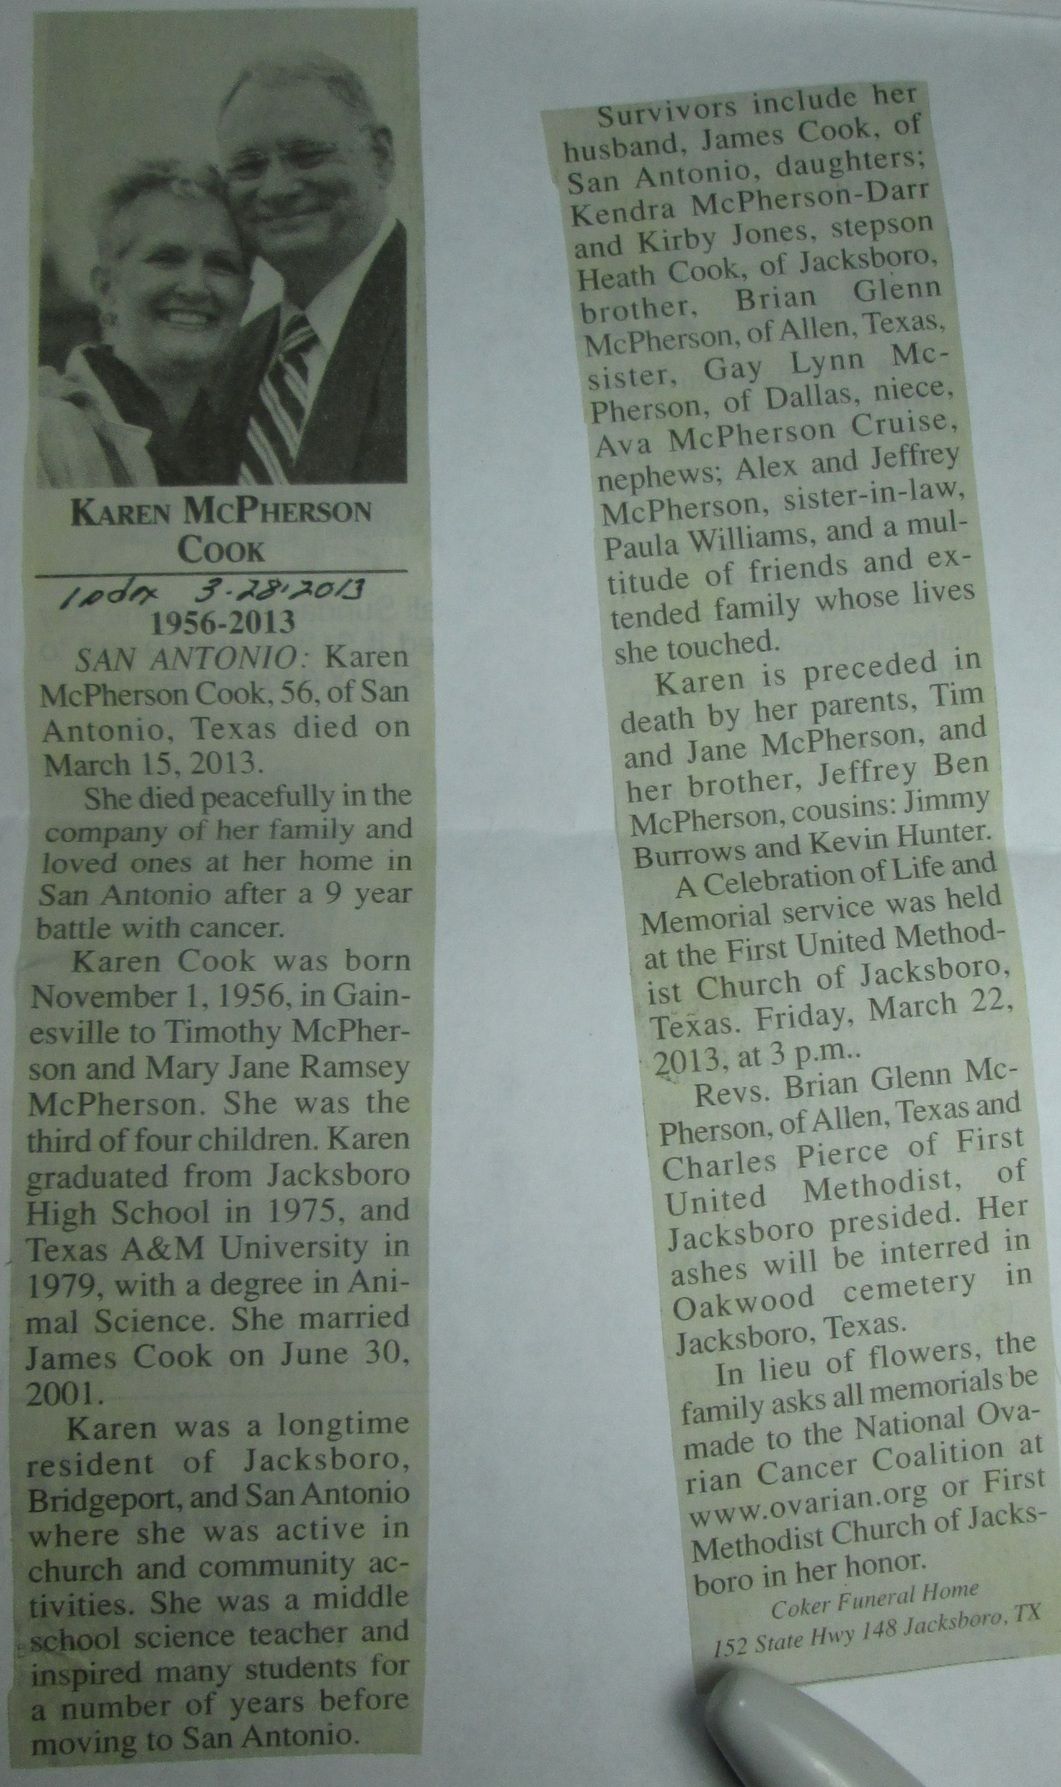 KAREN MCPHERSON
COOK
Index 3-28-2013
1956-2013
SAN ANTONIO: Karen
McPherson Cook, 56, of San
Antonio, Texas died on
March 15, 2013.
She died peacefully in the
company of her family and
loved ones at her home in
San Antonio after a 9 year
battle with cancer.
Karen Cook was born
November 1, 1956, in Gain-
esville to Timothy McPher-
son and Mary Jane Ramsey
McPherson. She was the
third of four children. Karen
graduated from Jacksboro
High School in 1975, and
Texas A&M University in
1979, with a degree in Ani-
mal Science. She married
James Cook on June 30,
2001.
Karen was a longtime
resident of Jacksboro,
Bridgeport, and San Antonio
where she was active in
church and community ac-
tivities. She was a middle
school science teacher and
inspired many students for
a number of years before
moving to San Antonio.
Survivors include her
husband, James Cook, of
San Antonio, daughters;
Kendra McPherson-Darr
and Kirby Jones, stepson
Heath Cook, of Jacksboro,
brother, Brian Glenn
McPherson, of Allen, Texas,
sister, Gay Lynn Mc-
Pherson, of Dallas, niece,
Ava McPherson Cruise,
nephews; Alex and Jeffrey
McPherson, sister-in-law,
Paula Williams, and a mul-
titude of friends and ex-
tended family whose lives
she touched.
Karen is preceded in
death by her parents, Tim
and Jane McPherson, and
her brother, Jeffrey Ben
McPherson, cousins: Jimmy
Burrows and Kevin Hunter.
A Celebration of Life and
Memorial service was held
at the First United Method-
ist Church of Jacksboro,
Texas. Friday, March 22,
2013, at 3 p.m..
Revs. Brian Glenn Mc-
Pherson, of Allen, Texas and
Charles Pierce of First
United Methodist, of
Jacksboro presided. Her
ashes will be interred in
Oakwood cemetery in
Jacksboro, Texas.
In lieu of flowers, the
family asks all memorials be
made to the National Ova-
rian Cancer Coalition at
www.ovarian.org or First
Methodist Church of Jacks-
boro in her honor.
Coker Funeral Home
152 State Hwy 148 Jacksboro, TX